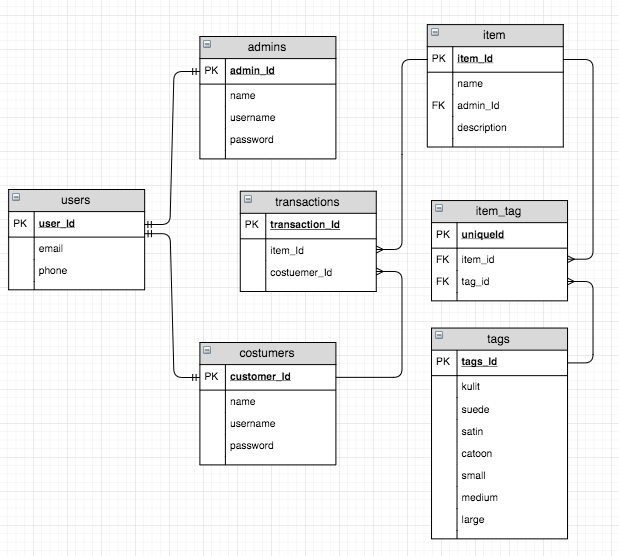 admins
PK admin_Id
name
username
password
item
PK item_Id
name
FK admin_Id
description
users
PK user_Id
email
phone
transactions
PK transaction_Id
item_Id
costuemer_Id
item_tag
PK uniqueId
FK item_id
FK tag_id
costumers
PK customer_Id
name
username
password
tags
PK tags_Id
kulit
suede
satin
catoon
small
medium
large